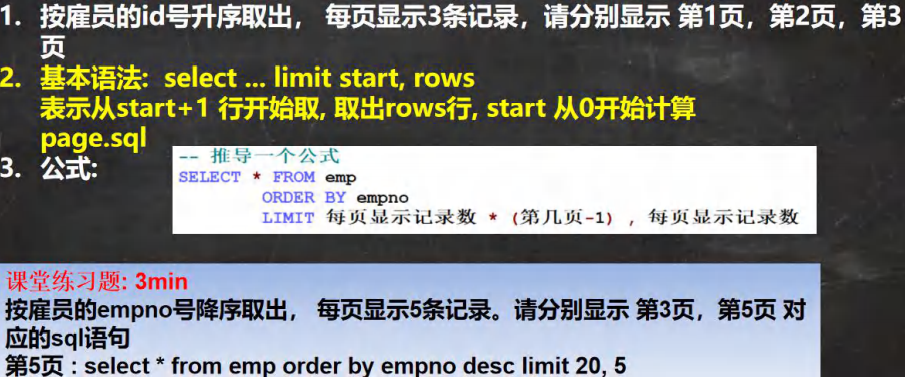 1. 按雇员的id号升序取出， 每页显示3条记录，请分别显示 第1页，第2页，第3
页
2. 基本语法: select ... limit start, rows
表示从start+1 行开始取, 取出rows行, start 从0开始计算
page.sql
3. 公式:
-- 推导一个公式
SELECT * FROM emp
ORDER BY empno
LIMIT 每页显示记录数 * (第几页-1) , 每页显示记录数
课堂练习题: 3min
按雇员的empno号降序取出， 每页显示5条记录。请分别显示 第3页，第5页 对
应的sql语句
第5页 : select * from emp order by empno desc limit 20, 5